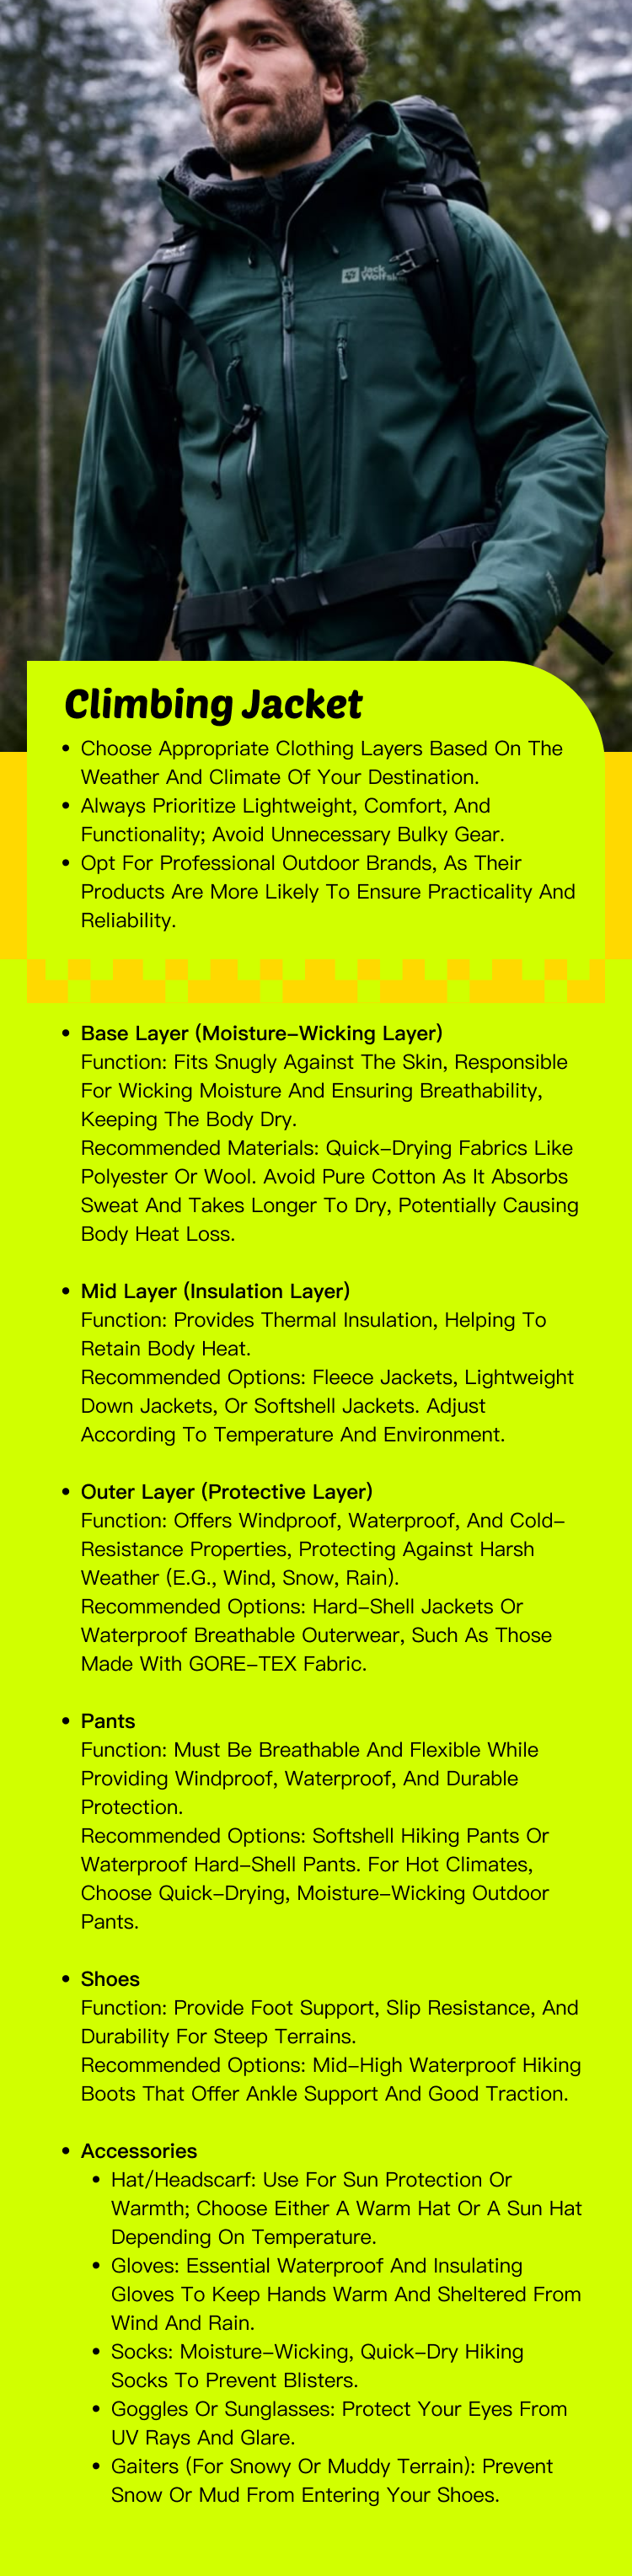 Jack
Wolfsk
Climbing Jacket
• Choose Appropriate Clothing Layers Based On The
Weather And Climate Of Your Destination.
• Always Prioritize Lightweight, Comfort, And
Functionality; Avoid Unnecessary Bulky Gear.
• Opt For Professional Outdoor Brands, As Their
Products Are More Likely To Ensure Practicality And
Reliability.
• Base Layer (Moisture-Wicking Layer)
Function: Fits Snugly Against The Skin, Responsible
For Wicking Moisture And Ensuring Breathability,
Keeping The Body Dry.
Recommended Materials: Quick-Drying Fabrics Like
Polyester Or Wool. Avoid Pure Cotton As It Absorbs
Sweat And Takes Longer To Dry, Potentially Causing
Body Heat Loss.
• Mid Layer (Insulation Layer)
Function: Provides Thermal Insulation, Helping To
Retain Body Heat.
Recommended Options: Fleece Jackets, Lightweight
Down Jackets, Or Softshell Jackets. Adjust
According To Temperature And Environment.
• Outer Layer (Protective Layer)
Function: Offers Windproof, Waterproof, And Cold-
Resistance Properties, Protecting Against Harsh
Weather (E.G., Wind, Snow, Rain).
Recommended Options: Hard-Shell Jackets Or
Waterproof Breathable Outerwear, Such As Those
Made With GORE-TEX Fabric.
• Pants
Function: Must Be Breathable And Flexible While
Providing Windproof, Waterproof, And Durable
Protection.
Recommended Options: Softshell Hiking Pants Or
Waterproof Hard-Shell Pants. For Hot Climates,
Choose Quick-Drying, Moisture-Wicking Outdoor
Pants.
• Shoes
Function: Provide Foot Support, Slip Resistance, And
Durability For Steep Terrains.
Recommended Options: Mid-High Waterproof Hiking
Boots That Offer Ankle Support And Good Traction.
• Accessories
• Hat/Headscarf: Use For Sun Protection Or
Warmth; Choose Either A Warm Hat Or A Sun Hat
Depending On Temperature.
• Gloves: Essential Waterproof And Insulating
Gloves To Keep Hands Warm And Sheltered From
Wind And Rain.
• Socks: Moisture-Wicking, Quick-Dry Hiking
Socks To Prevent Blisters.
• Goggles Or Sunglasses: Protect Your Eyes From
UV Rays And Glare.
• Gaiters (For Snowy Or Muddy Terrain): Prevent
Snow Or Mud From Entering Your Shoes.